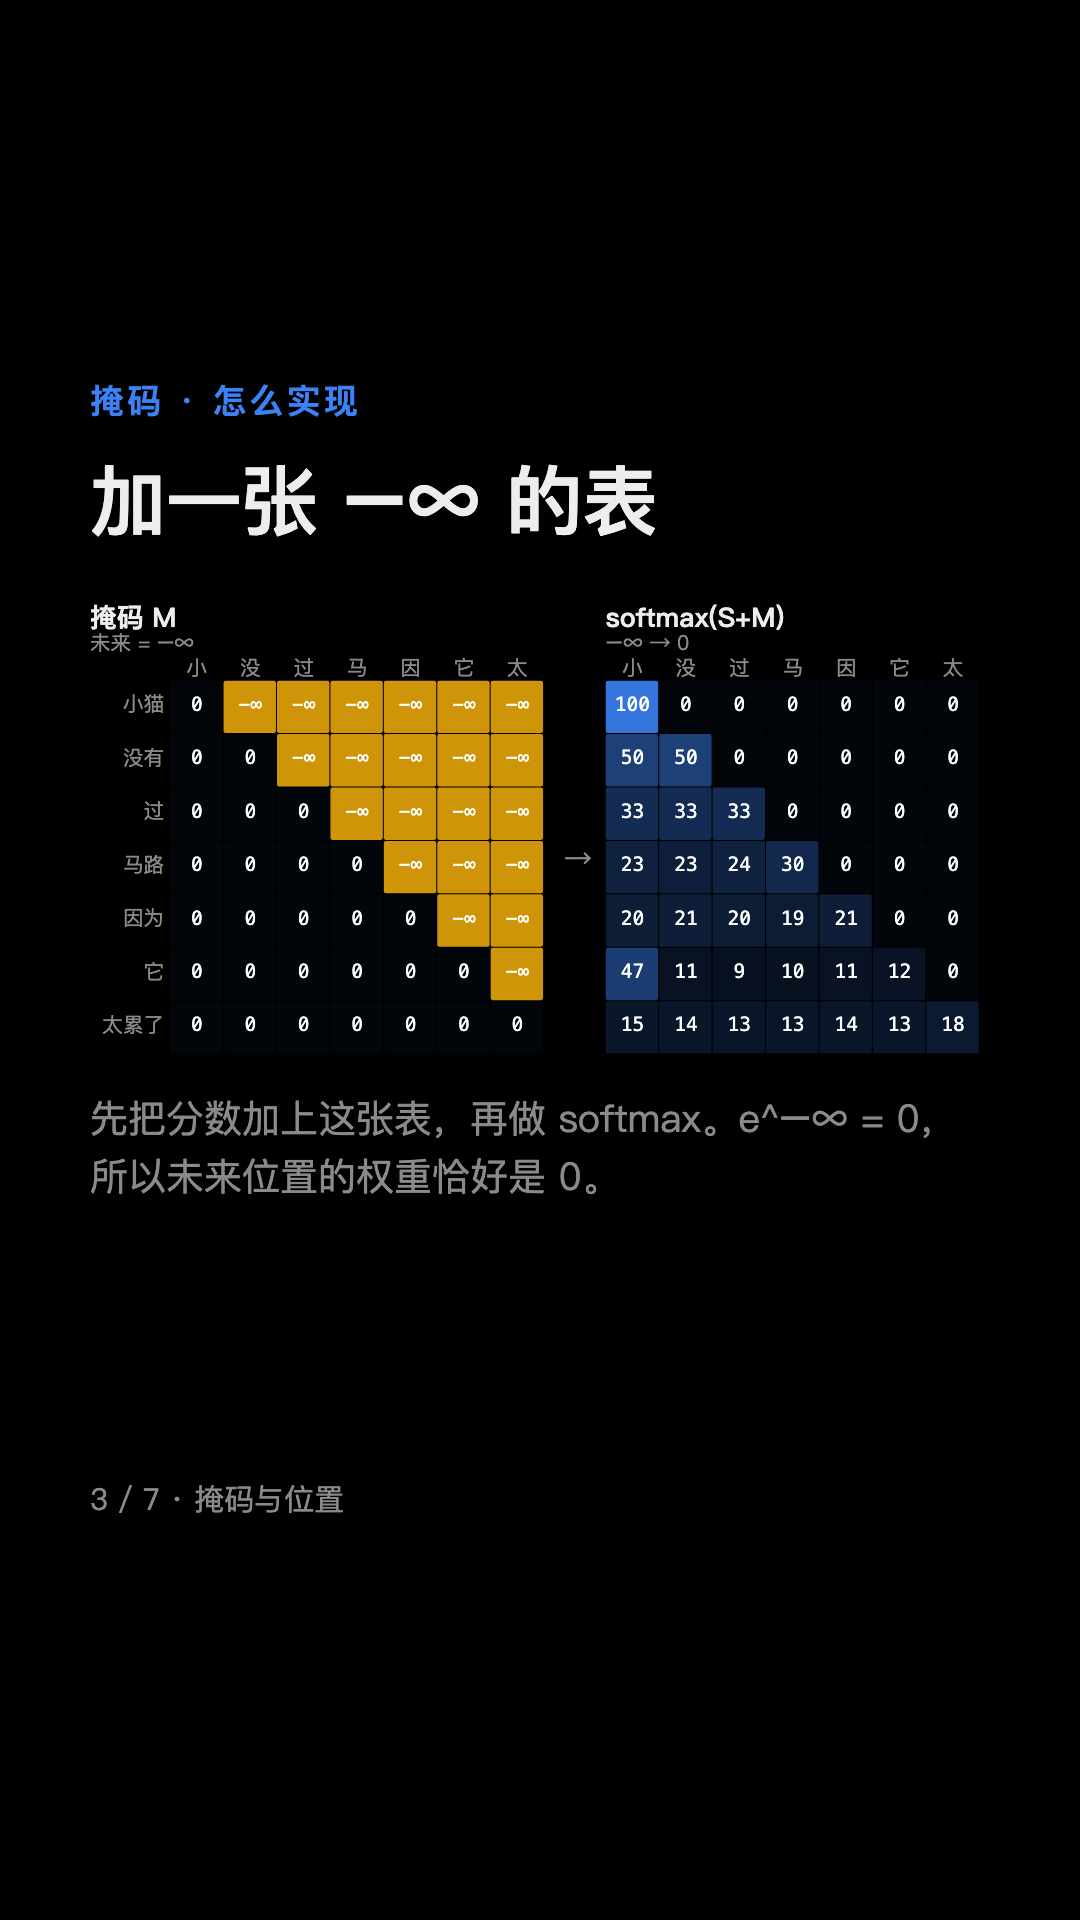 掩码 · 怎么实现
加一张 −∞ 的表
掩码 M
未来 = −∞
小 没 过 马 因 它 太
小猫 0 −∞ −∞ −∞ −∞ −∞ −∞
没有 0 0 −∞ −∞ −∞ −∞ −∞
过 0 0 0 −∞ −∞ −∞ −∞
马路 0 0 0 0 −∞ −∞ −∞
因为 0 0 0 0 0 −∞ −∞
它 0 0 0 0 0 0 −∞
太累了 0 0 0 0 0 0 0
→
softmax(S+M)
−∞ → 0
小 没 过 马 因 它 太
100 0 0 0 0 0 0
50 50 0 0 0 0 0
33 33 33 0 0 0 0
23 23 24 30 0 0 0
20 21 20 19 21 0 0
47 11 9 10 11 12 0
15 14 13 13 14 13 18
先把分数加上这张表，再做 softmax。e^−∞ = 0，
所以未来位置的权重恰好是 0。
3 / 7 · 掩码与位置